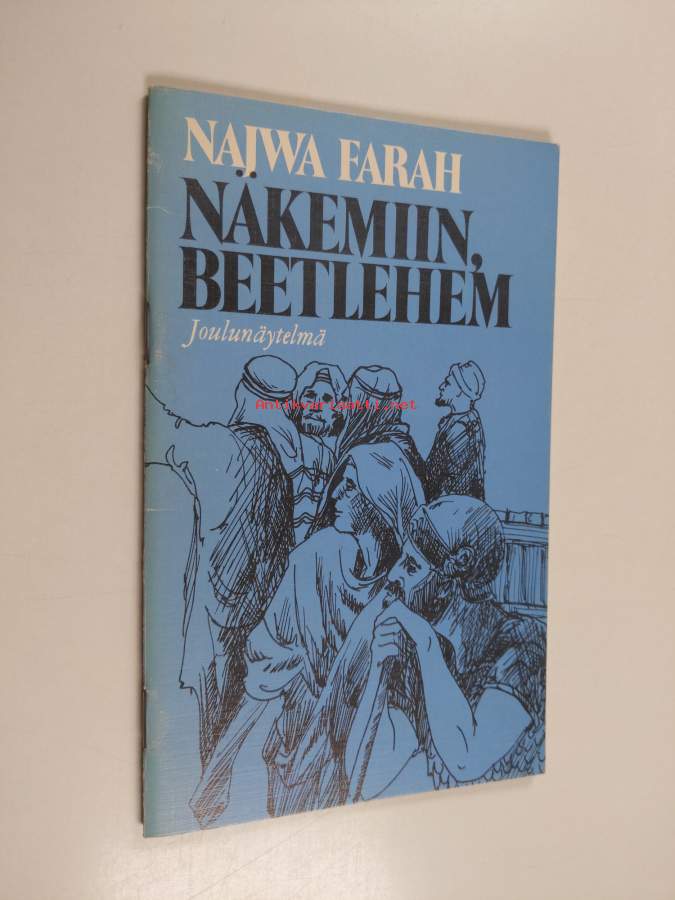 NAJWA FARAH
NÄKEMIIN,
BEETLEHEM
Joulunäytelmä
Antikvariaatti.net